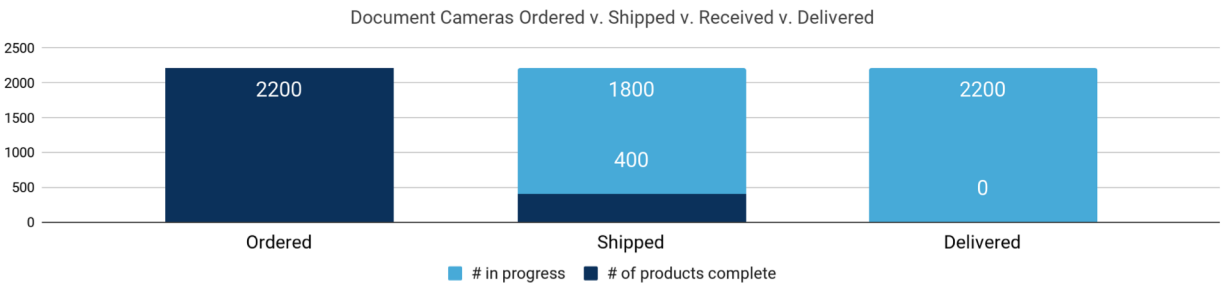 Document Cameras Ordered v. Shipped v. Received v. Delivered
2500
2000
1500
1000
500
0
2200
1800
400
2200
0
Ordered
Shipped
Delivered
# in progress
# of products complete